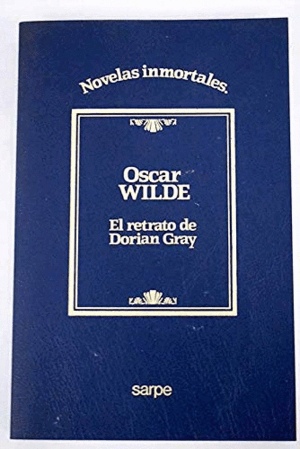 Novelas inmortales.
Oscar
WILDE
El retrato de
Dorian Gray
sarpe